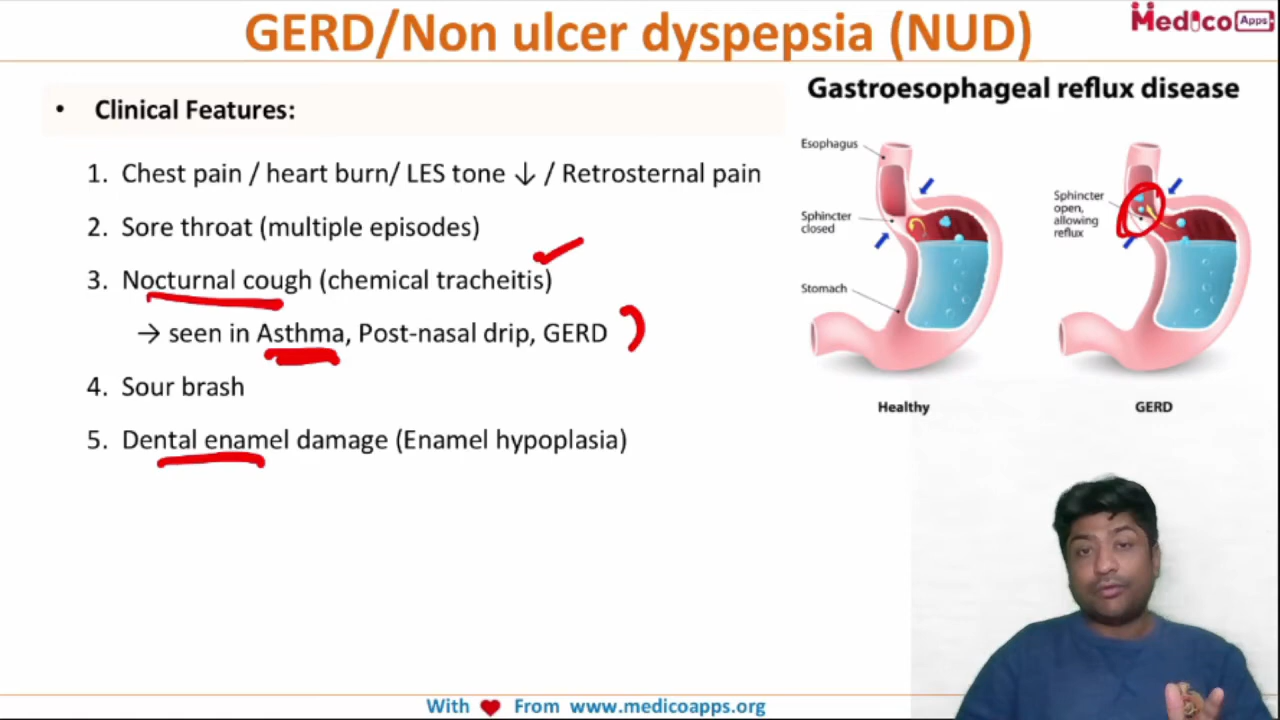 GERD/Non ulcer dyspepsia (NUD)
Medico Apps
• Clinical Features:
1. Chest pain / heart burn/ LES tone ↓ / Retrosternal pain
2. Sore throat (multiple episodes)
3. Nocturnal cough (chemical tracheitis)
→ seen in Asthma, Post-nasal drip, GERD
4. Sour brash
5. Dental enamel damage (Enamel hypoplasia)
Gastroesophageal reflux disease
Esophagus
Sphincter
closed
Stomach
Healthy
Sphincter
open,
allowing
reflux
GERD
With ♥ From www.medicoapps.org